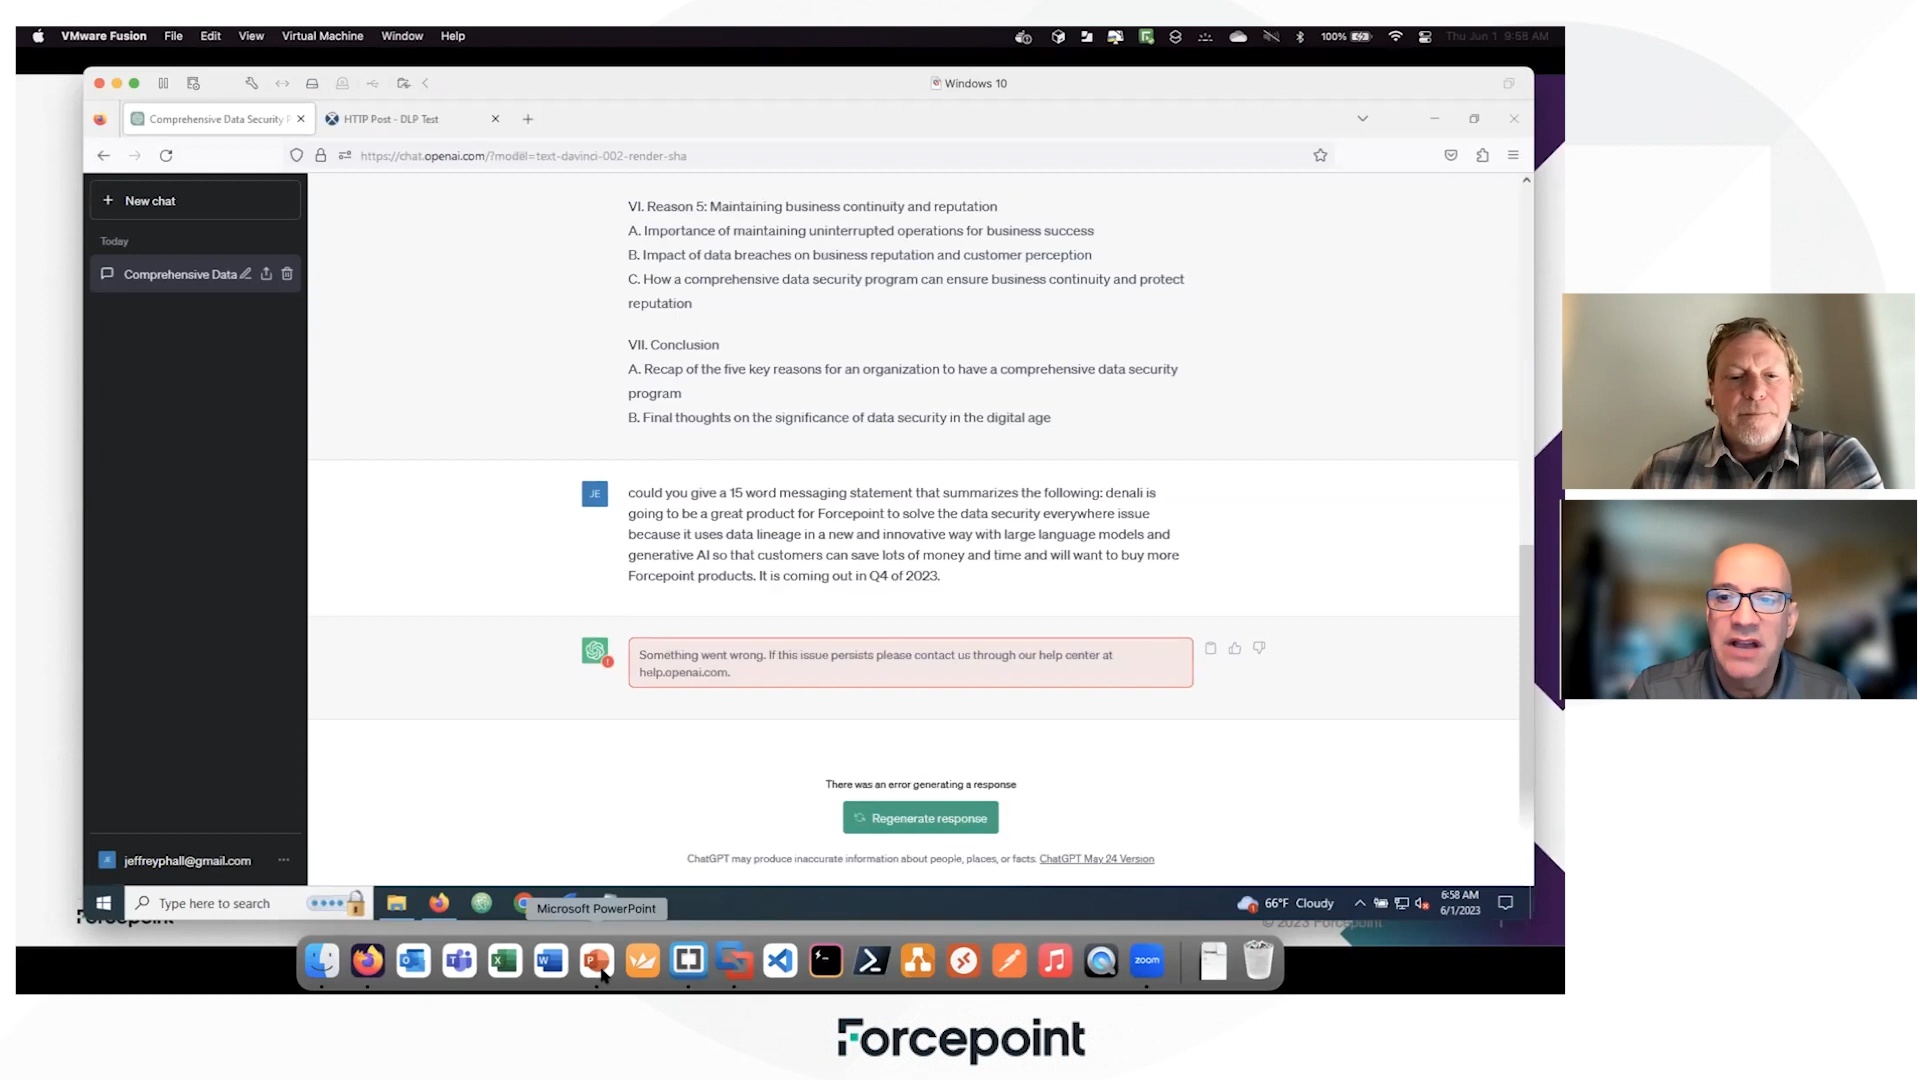 VMware Fusion File Edit View Virtual Machine Window Help 100% Thu Jun 1 9:58 AM
Windows 10
Comprehensive Data Security P HTTP Post - DLP Test
https://chat.openai.com/?model=text-davinci-002-render-sha
New chat
Today
Comprehensive Data
VI. Reason 5: Maintaining business continuity and reputation
A. Importance of maintaining uninterrupted operations for business success
B. Impact of data breaches on business reputation and customer perception
C. How a comprehensive data security program can ensure business continuity and protect
reputation
VII. Conclusion
A. Recap of the five key reasons for an organization to have a comprehensive data security
program
B. Final thoughts on the significance of data security in the digital age
JE
could you give a 15 word messaging statement that summarizes the following: denali is
going to be a great product for Forcepoint to solve the data security everywhere issue
because it uses data lineage in a new and innovative way with large language models and
generative AI so that customers can save lots of money and time and will want to buy more
Forcepoint products. It is coming out in Q4 of 2023.
Something went wrong. If this issue persists please contact us through our help center at
help.openai.com.
There was an error generating a response
Regenerate response
ChatGPT may produce inaccurate information about people, places, or facts. ChatGPT May 24 Version
JE jeffreyphall@gmail.com
Type here to search
Microsoft PowerPoint
66°F Cloudy
6:58 AM
6/1/2023
Forcepoint
© 2023 Forcepoint
zoom
Forcepoint